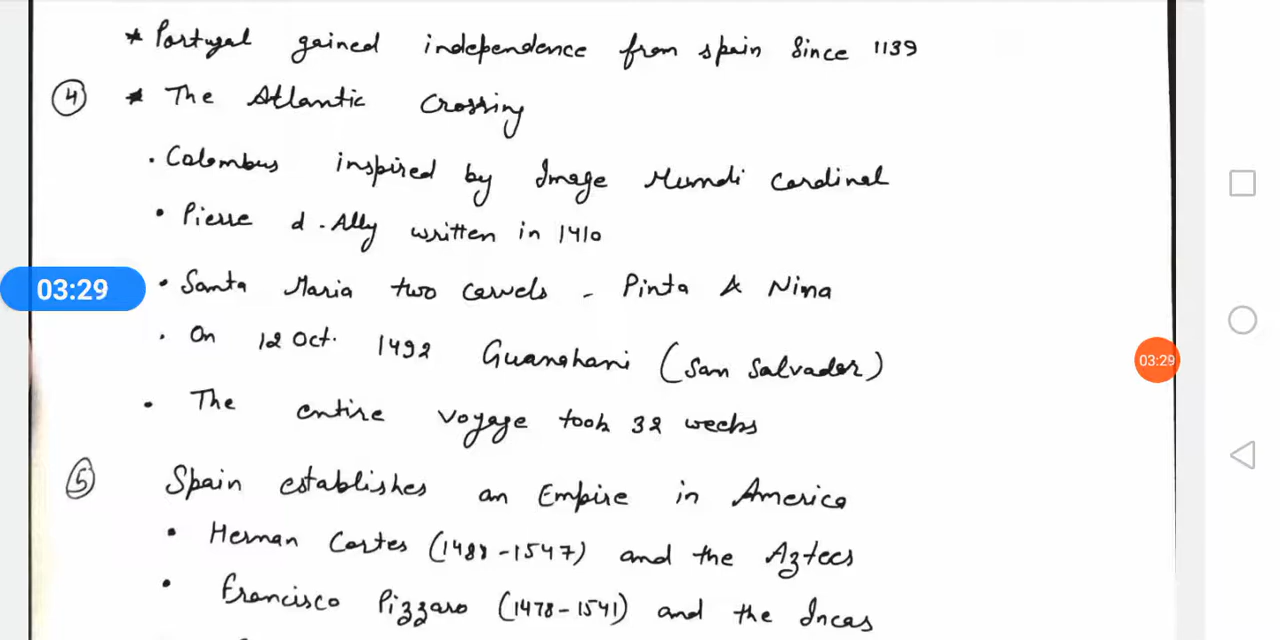 * Portugal gained independence from spain Since 1139
④ * The Atlantic Crossing
• Colombus inspired by Image Mundi Cardinal
• Pierre d-Ally written in 1410
• Santa Maria two carvels - Pinta & Nina
• On 12 Oct. 1492 Guanahani (San Salvador)
• The entire voyage took 32 weeks
⑤ Spain establishes an Empire in America
• Herman Cortes (1488-1547) and the Aztecs
• Francisco Pizzaro (1478-1541) and the Incas
03:29
03:29